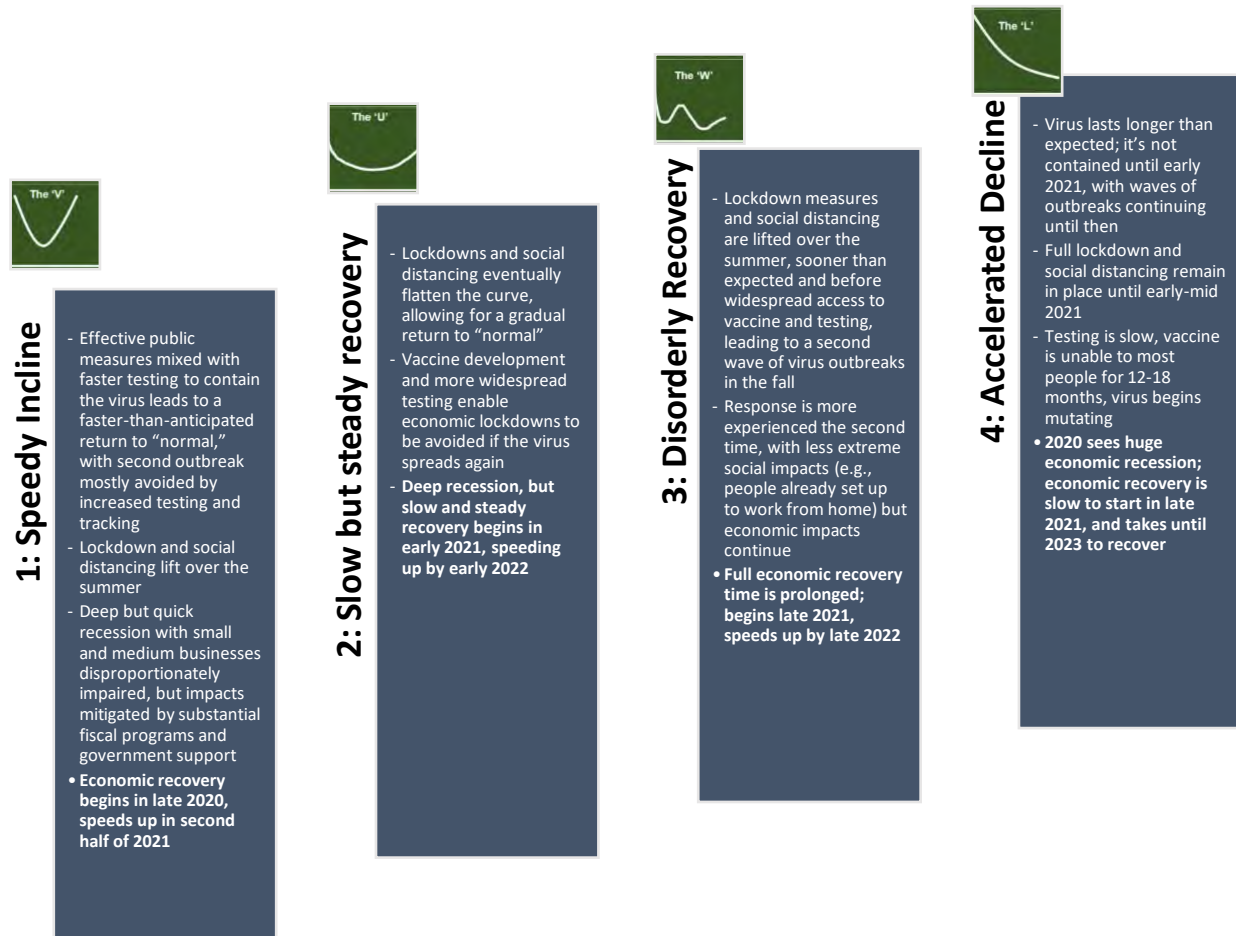 The 'V'
1: Speedy Incline
- Effective public
measures mixed with
faster testing to contain
the virus leads to a
faster-than-anticipated
return to “normal,”
with second outbreak
mostly avoided by
increased testing and
tracking
- Lockdown and social
distancing lift over the
summer
- Deep but quick
recession with small
and medium businesses
disproportionately
impaired, but impacts
mitigated by substantial
fiscal programs and
government support
• Economic recovery
begins in late 2020,
speeds up in second
half of 2021
The 'U'
2: Slow but steady recovery
- Lockdowns and social
distancing eventually
flatten the curve,
allowing for a gradual
return to “normal”
- Vaccine development
and more widespread
testing enable
economic lockdowns to
be avoided if the virus
spreads again
- Deep recession, but
slow and steady
recovery begins in
early 2021, speeding
up by early 2022
The 'W'
3: Disorderly Recovery
- Lockdown measures
and social distancing
are lifted over the
summer, sooner than
expected and before
widespread access to
vaccine and testing,
leading to a second
wave of virus outbreaks
in the fall
- Response is more
experienced the second
time, with less extreme
social impacts (e.g.,
people already set up
to work from home) but
economic impacts
continue
• Full economic recovery
time is prolonged;
begins late 2021,
speeds up by late 2022
The 'L'
4: Accelerated Decline
- Virus lasts longer than
expected; it’s not
contained until early
2021, with waves of
outbreaks continuing
until then
- Full lockdown and
social distancing remain
in place until early-mid
2021
- Testing is slow, vaccine
is unable to most
people for 12-18
months, virus begins
mutating
• 2020 sees huge
economic recession;
economic recovery is
slow to start in late
2021, and takes until
2023 to recover